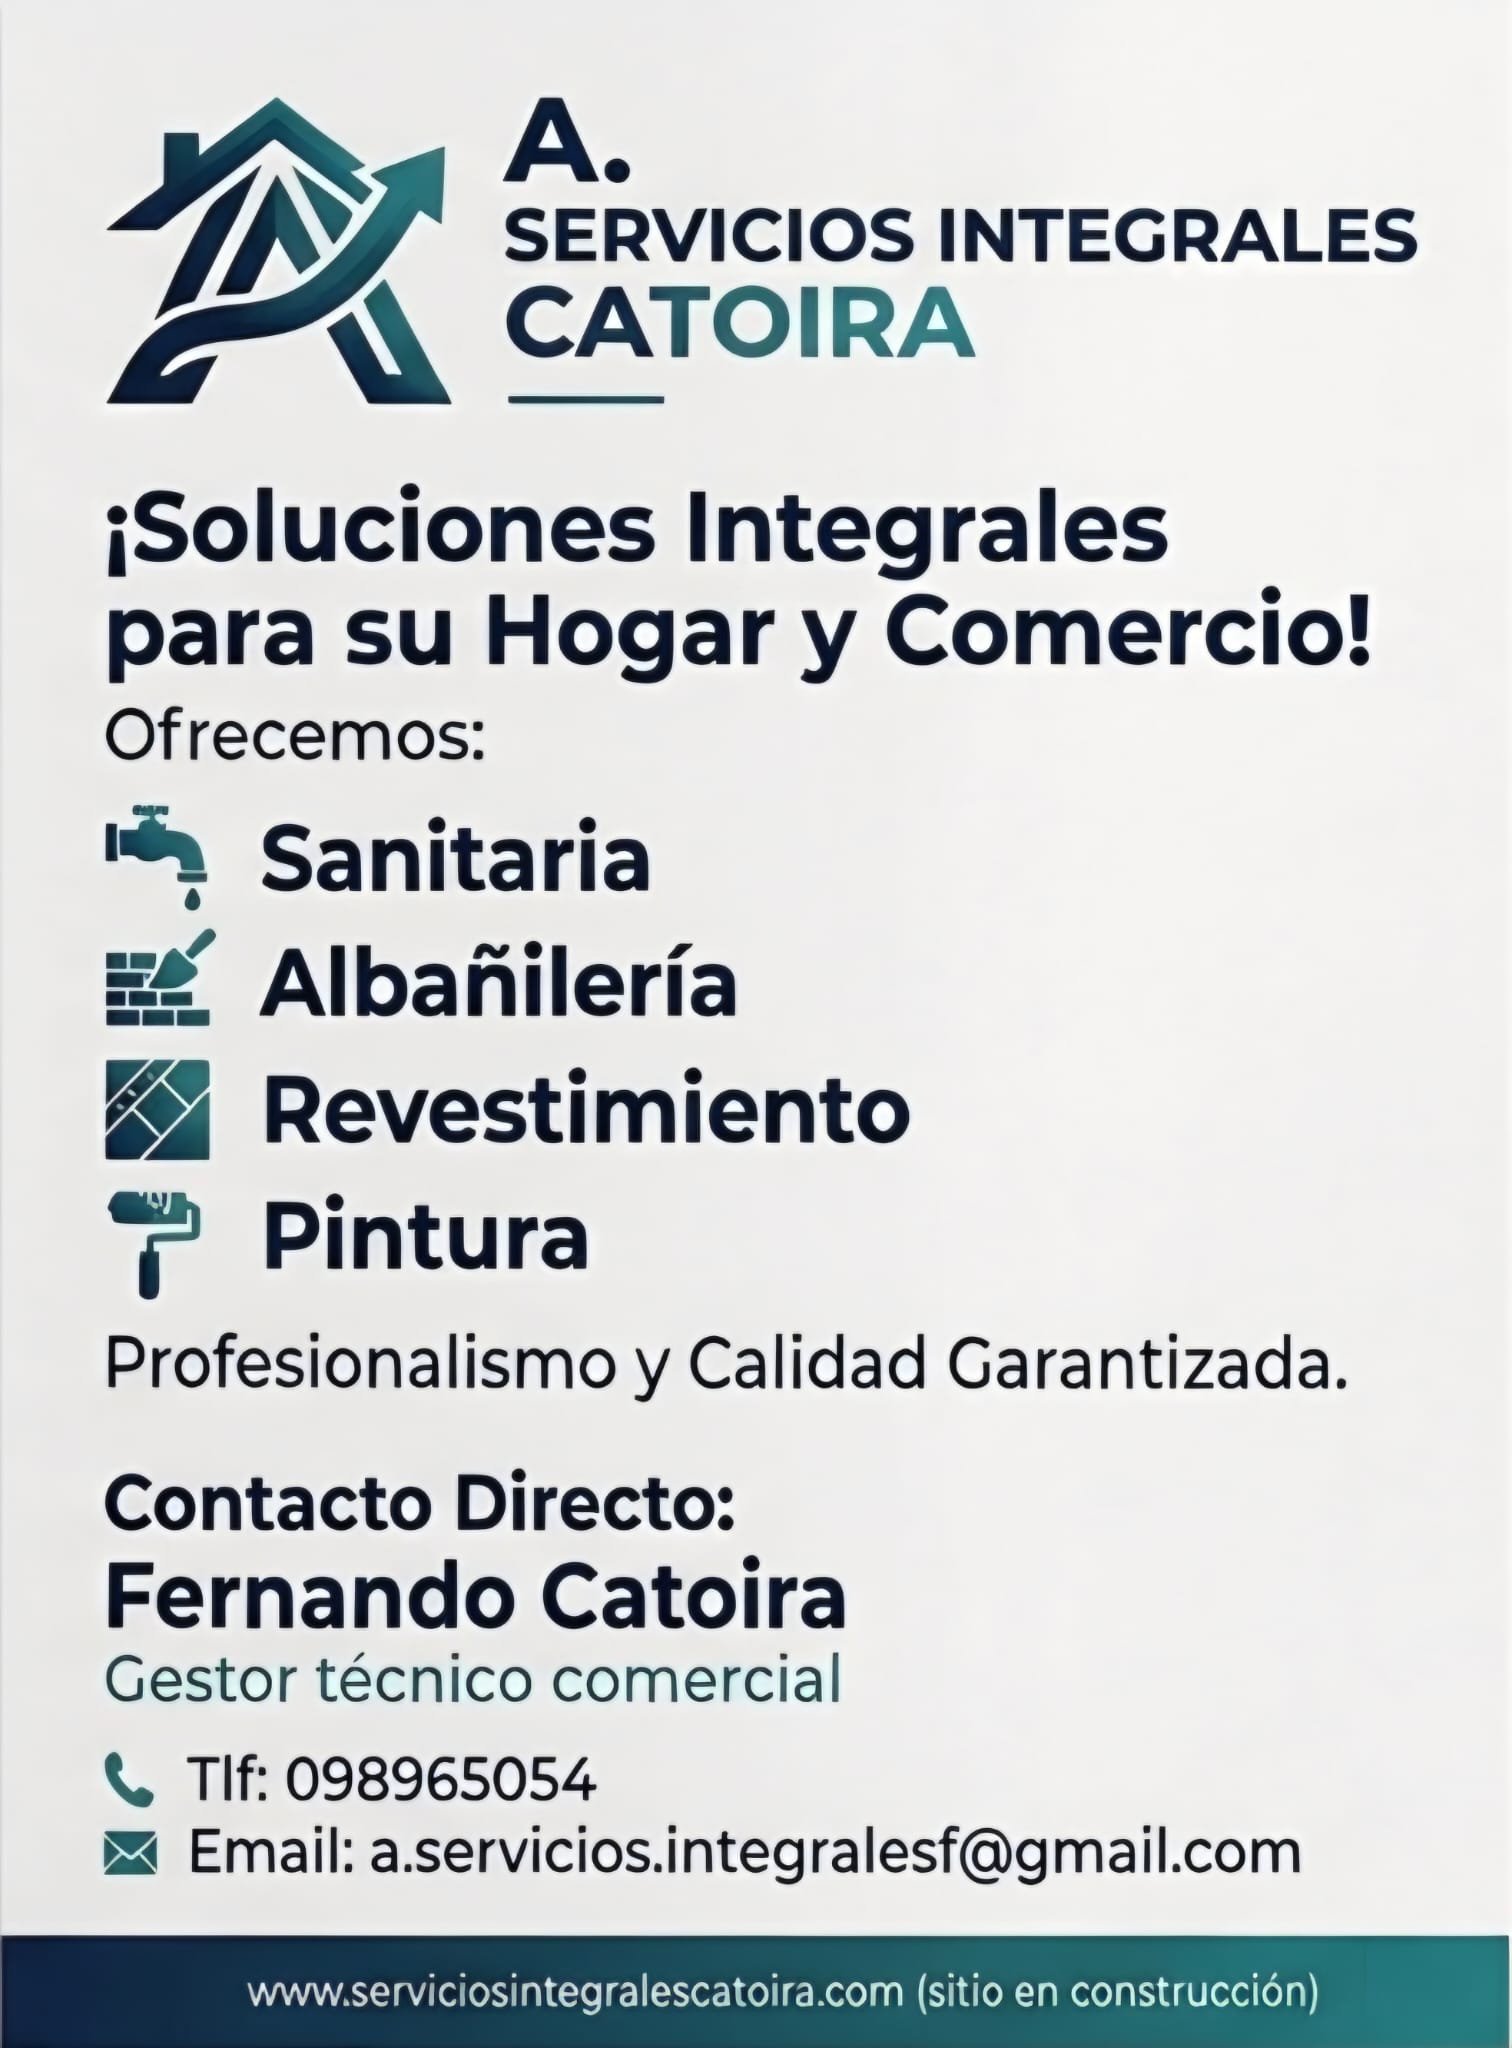 A.
SERVICIOS INTEGRALES
CATOIRA
¡Soluciones Integrales
para su Hogar y Comercio!
Ofrecemos:
Sanitaria
Albañilería
Revestimiento
Pintura
Profesionalismo y Calidad Garantizada.
Contacto Directo:
Fernando Catoira
Gestor técnico comercial
Tlf: 098965054
Email: a.servicios.integralesf@gmail.com
www.serviciosintegralescatoira.com (sitio en construcción)